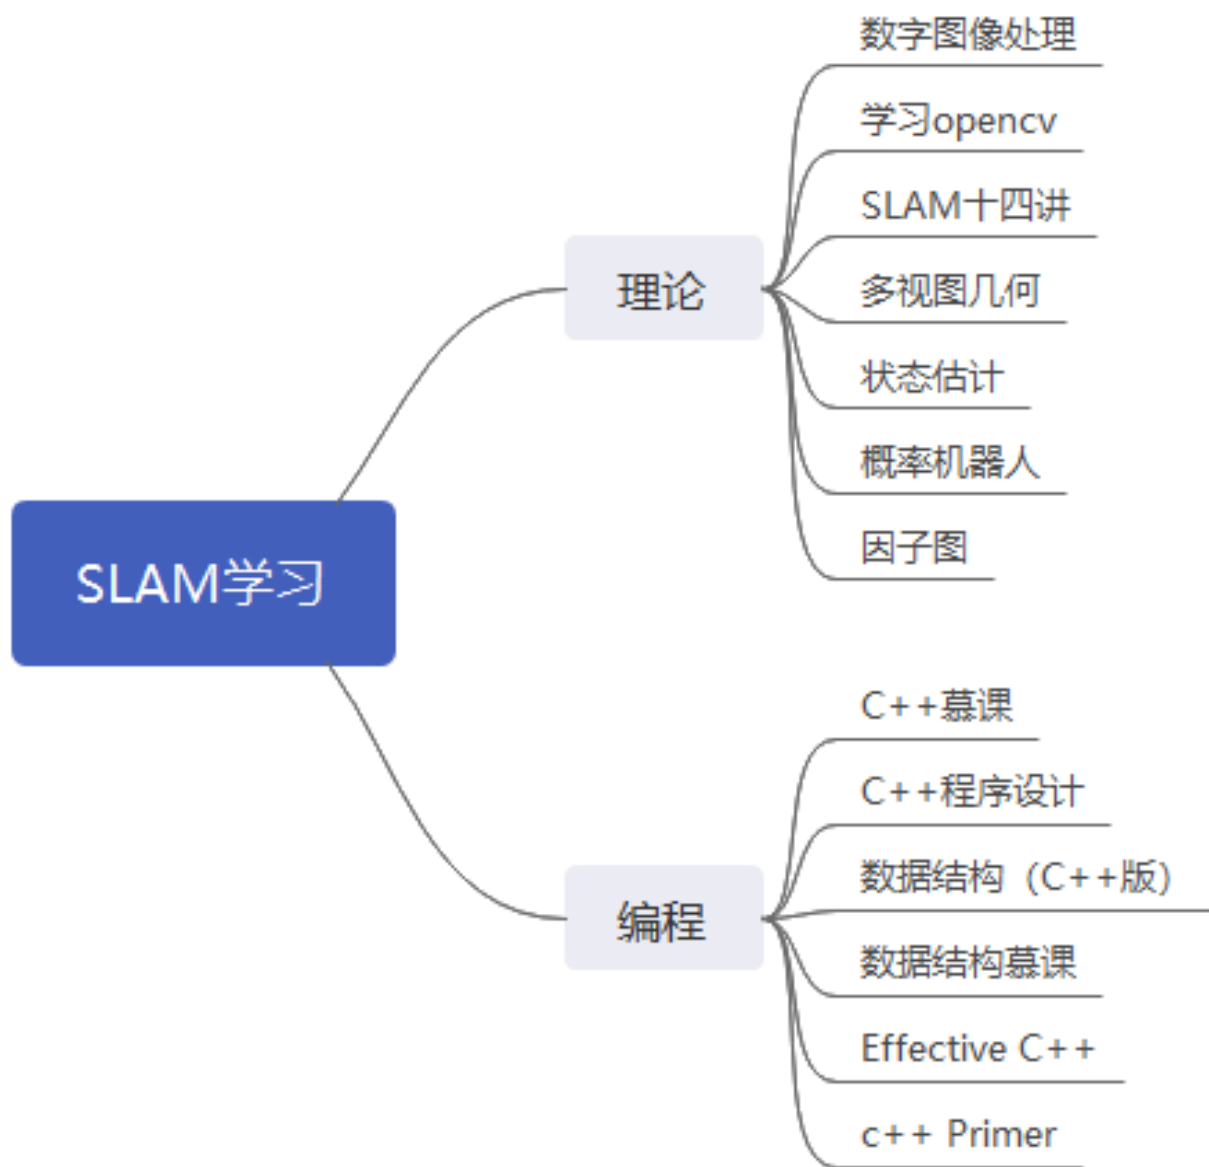 SLAM学习
理论
数字图像处理
学习opencv
SLAM十四讲
多视图几何
状态估计
概率机器人
因子图
编程
C++慕课
C++程序设计
数据结构（C++版）
数据结构慕课
Effective C++
c++ Primer